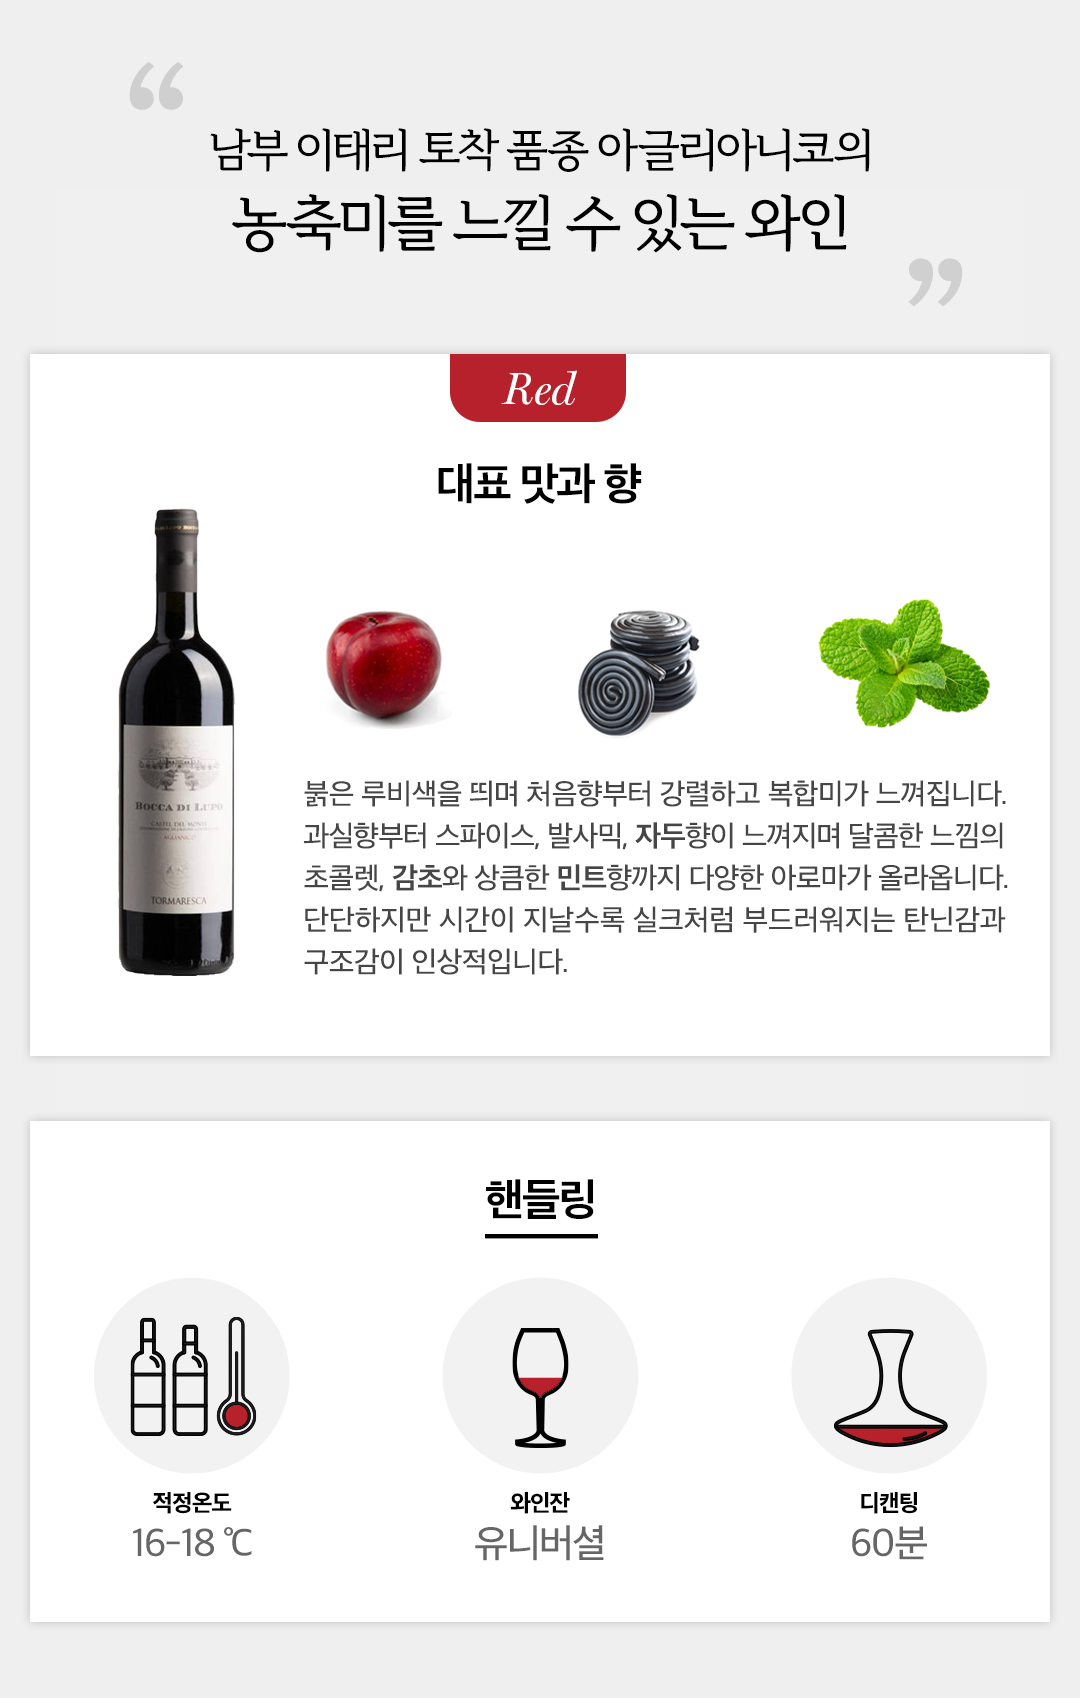 “
남부 이태리 토착 품종 아글리아니코의
농축미를 느낄 수 있는 와인
”
Red
대표 맛과 향
BOCCA DI LUPO
CASTEL DEL MONTE
AGLIANICO
TORMARESCA
붉은 루비색을 띄며 처음향부터 강렬하고 복합미가 느껴집니다.
과실향부터 스파이스, 발사믹, 자두향이 느껴지며 달콤한 느낌의
초콜렛, 감초와 상큼한 민트향까지 다양한 아로마가 올라옵니다.
단단하지만 시간이 지날수록 실크처럼 부드러워지는 탄닌감과
구조감이 인상적입니다.
핸들링
적정온도
16-18 ℃
와인잔
유니버셜
디캔팅
60분